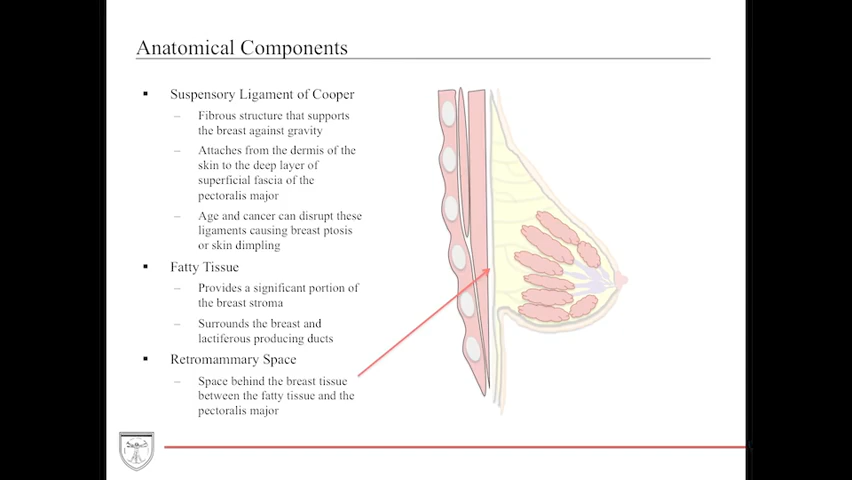 Anatomical Components
▪ Suspensory Ligament of Cooper
– Fibrous structure that supports
the breast against gravity
– Attaches from the dermis of the
skin to the deep layer of
superficial fascia of the
pectoralis major
– Age and cancer can disrupt these
ligaments causing breast ptosis
or skin dimpling
▪ Fatty Tissue
– Provides a significant portion of
the breast stroma
– Surrounds the breast and
lactiferous producing ducts
▪ Retromammary Space
– Space behind the breast tissue
between the fatty tissue and the
pectoralis major